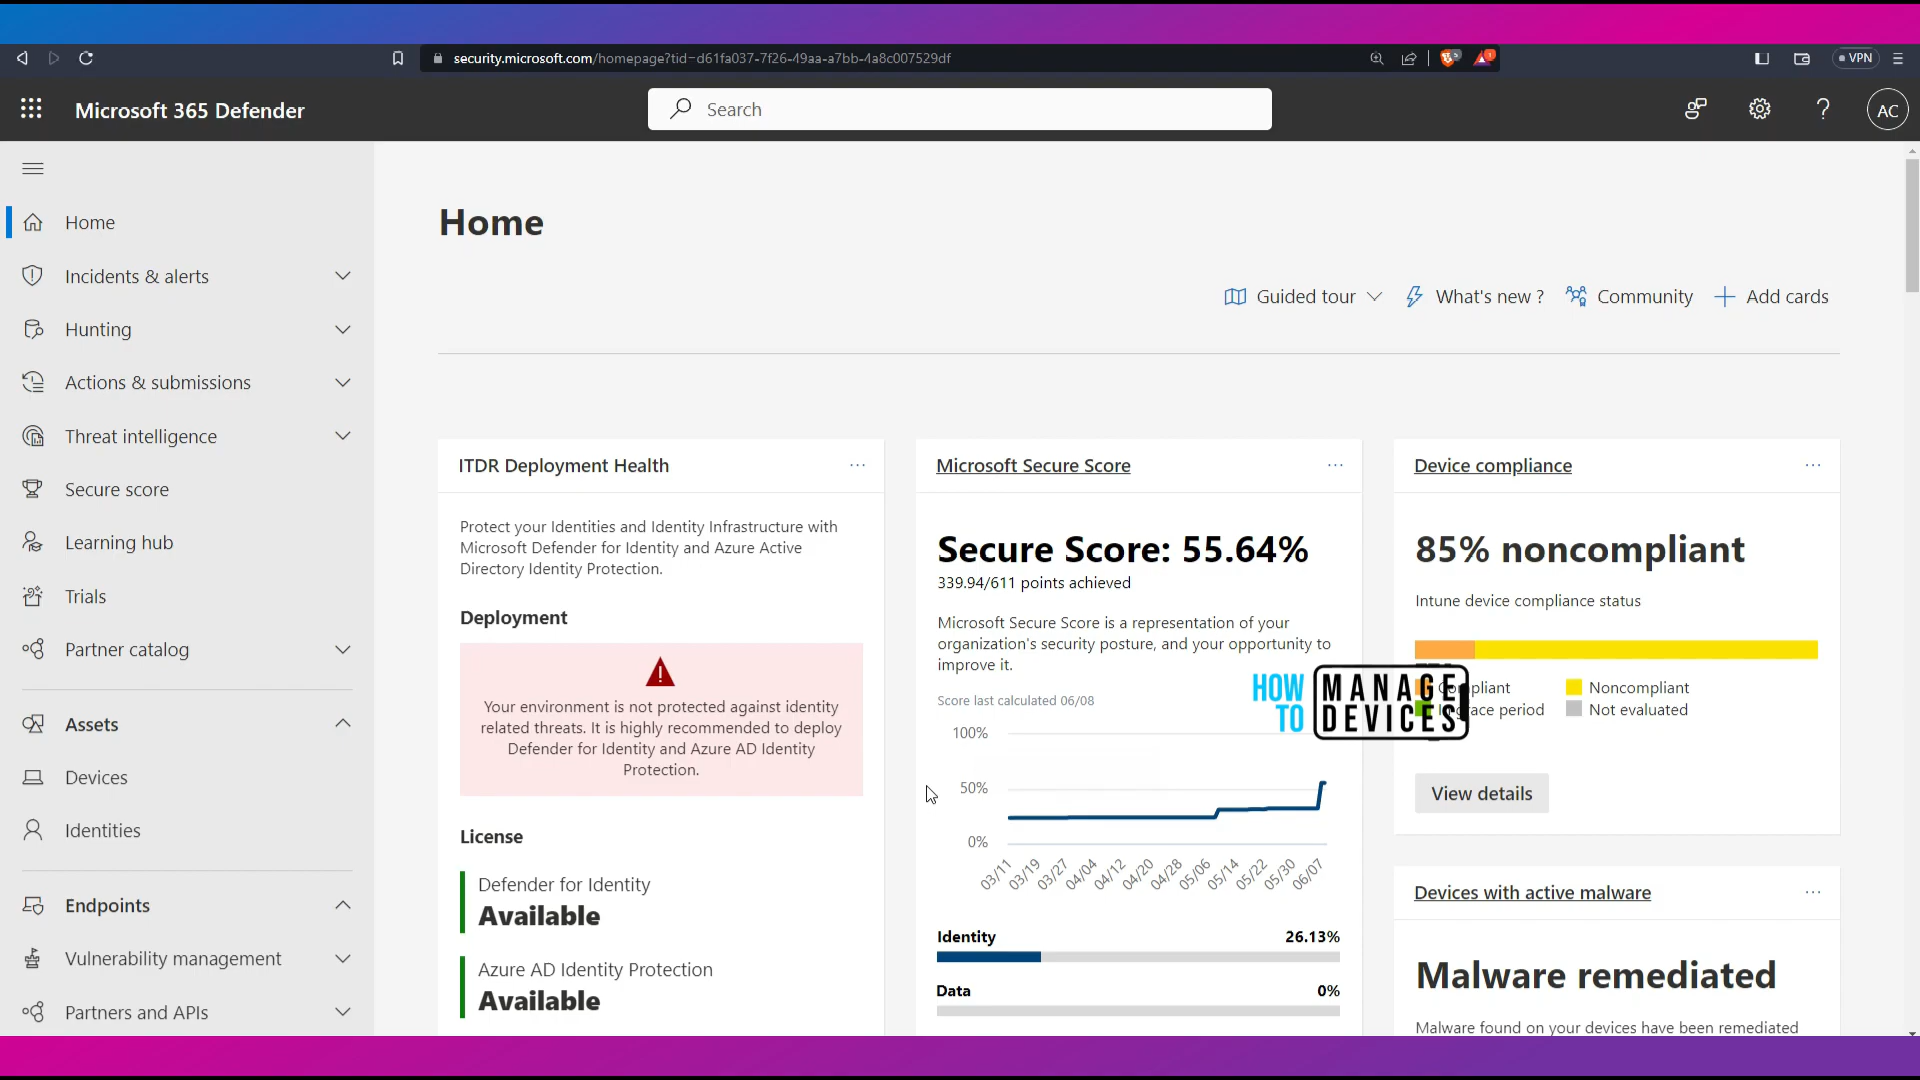 security.microsoft.com/homepage?tid=d61fa037-7f26-49aa-a7bb-4a8c007529df
VPN
Microsoft 365 Defender
Search
AC
Home
Incidents & alerts
Hunting
Actions & submissions
Threat intelligence
Secure score
Learning hub
Trials
Partner catalog
Assets
Devices
Identities
Endpoints
Vulnerability management
Partners and APIs
Home
Guided tour
What's new ?
Community
Add cards
ITDR Deployment Health
Protect your Identities and Identity Infrastructure with
Microsoft Defender for Identity and Azure Active
Directory Identity Protection.
Deployment
Your environment is not protected against identity
related threats. It is highly recommended to deploy
Defender for Identity and Azure AD Identity
Protection.
License
Defender for Identity
Available
Azure AD Identity Protection
Available
Microsoft Secure Score
Secure Score: 55.64%
339.94/611 points achieved
Microsoft Secure Score is a representation of your
organization's security posture, and your opportunity to
improve it.
Score last calculated 06/08
100%
50%
0%
03/11 03/19 03/27 04/04 04/12 04/20 04/28 05/06 05/14 05/22 05/30 06/07
Identity 26.13%
Data 0%
Device compliance
85% noncompliant
Intune device compliance status
Noncompliant
grace period
Not evaluated
HOW TO
MANAGE
DEVICES
View details
Devices with active malware
Malware remediated
Malware found on your devices have been remediated